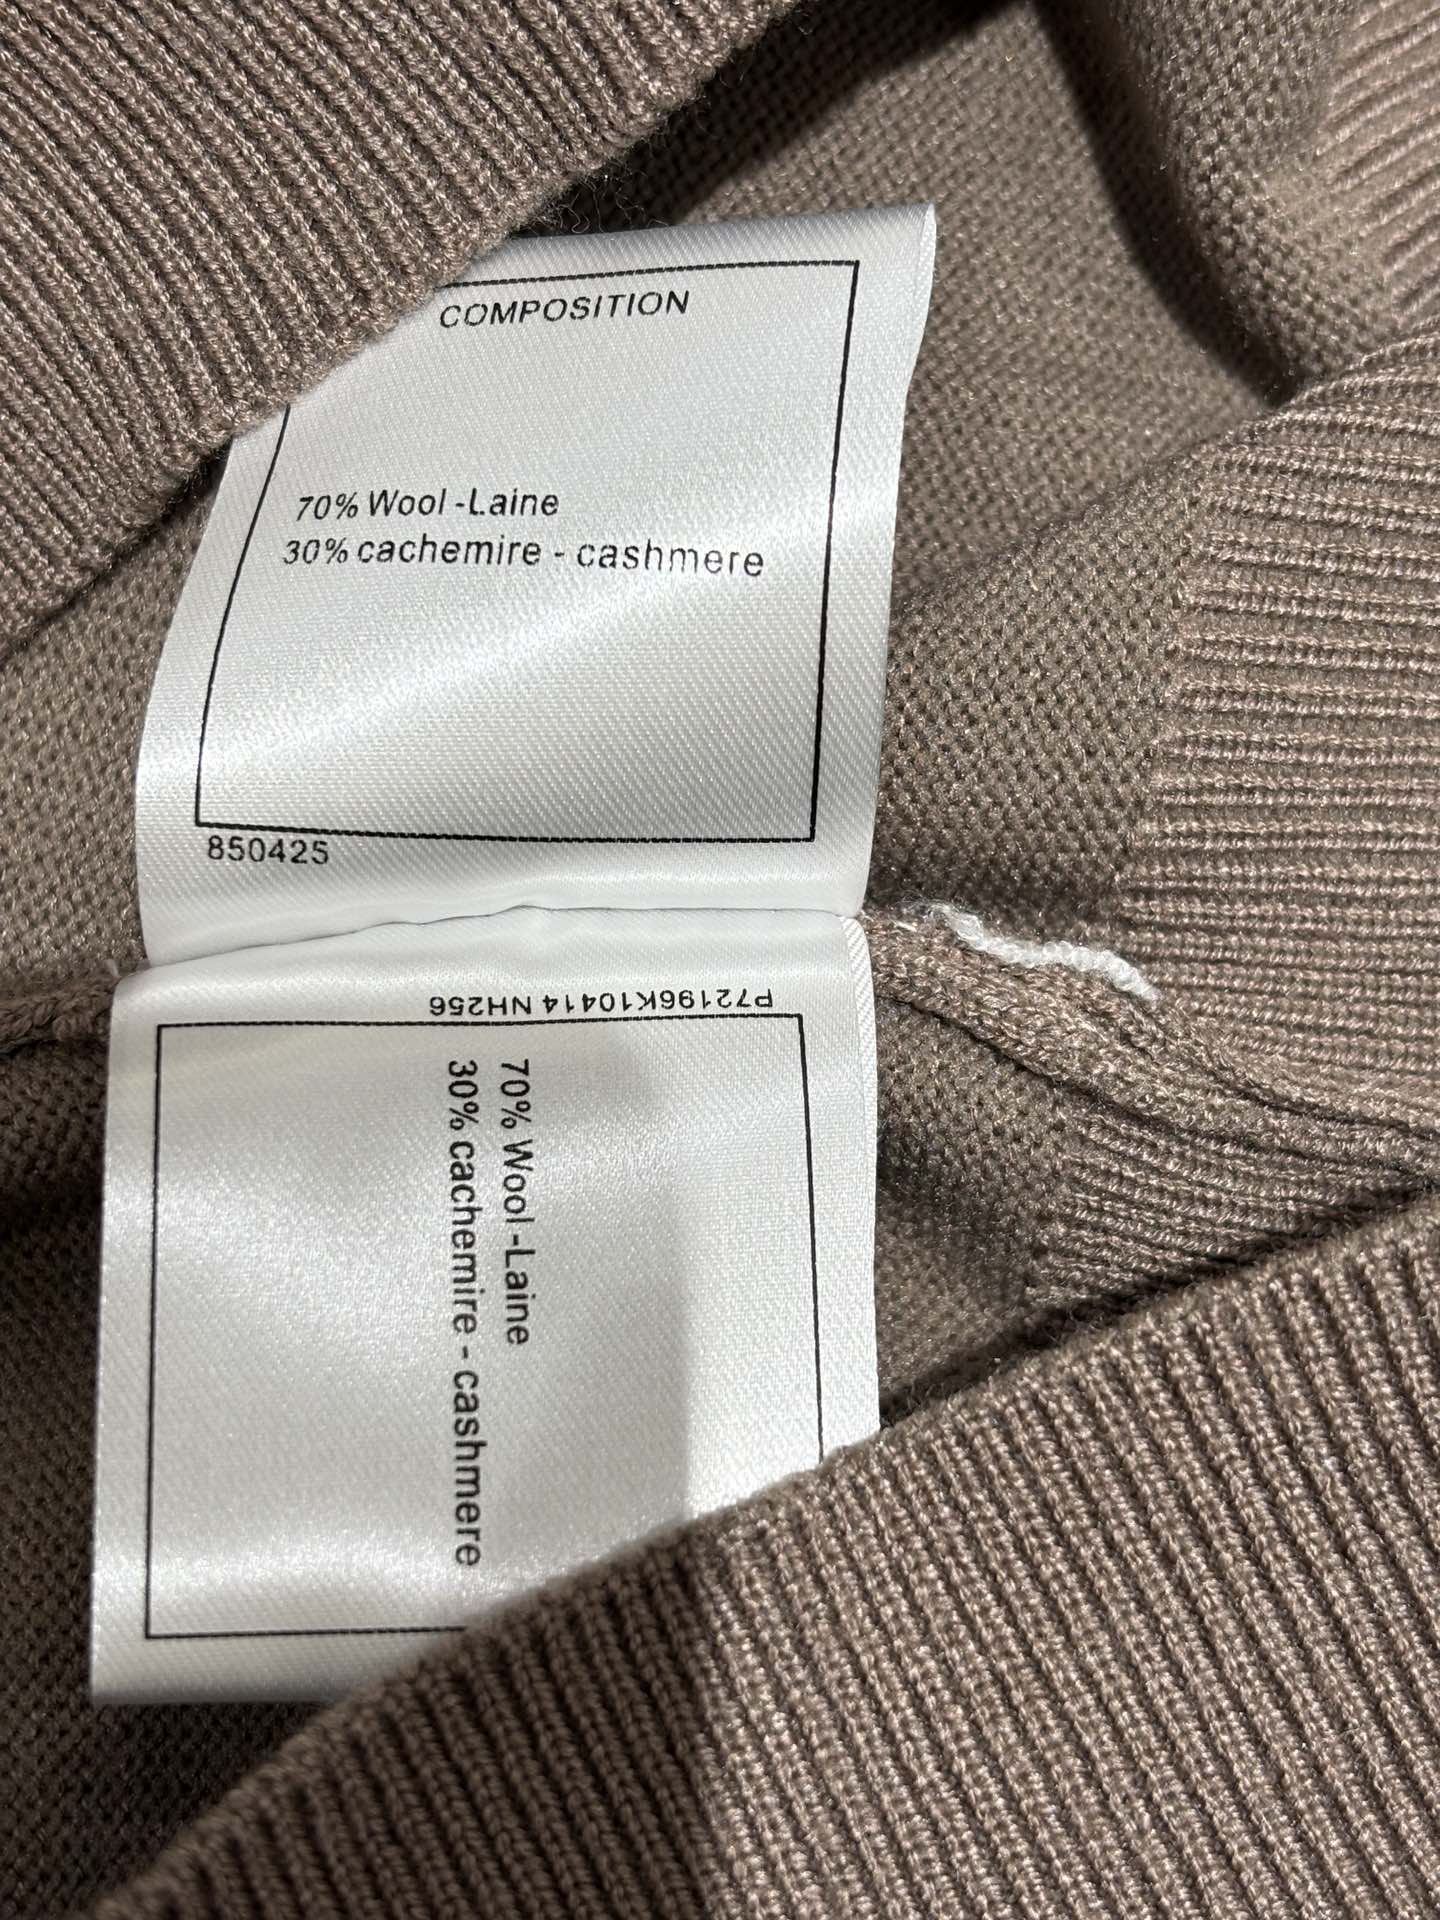 COMPOSITION
70% Wool -Laine
30% cachemire - cashmere
850425
P72196K10414 NH256
70% Wool -Laine
30% cachemire - cashmere